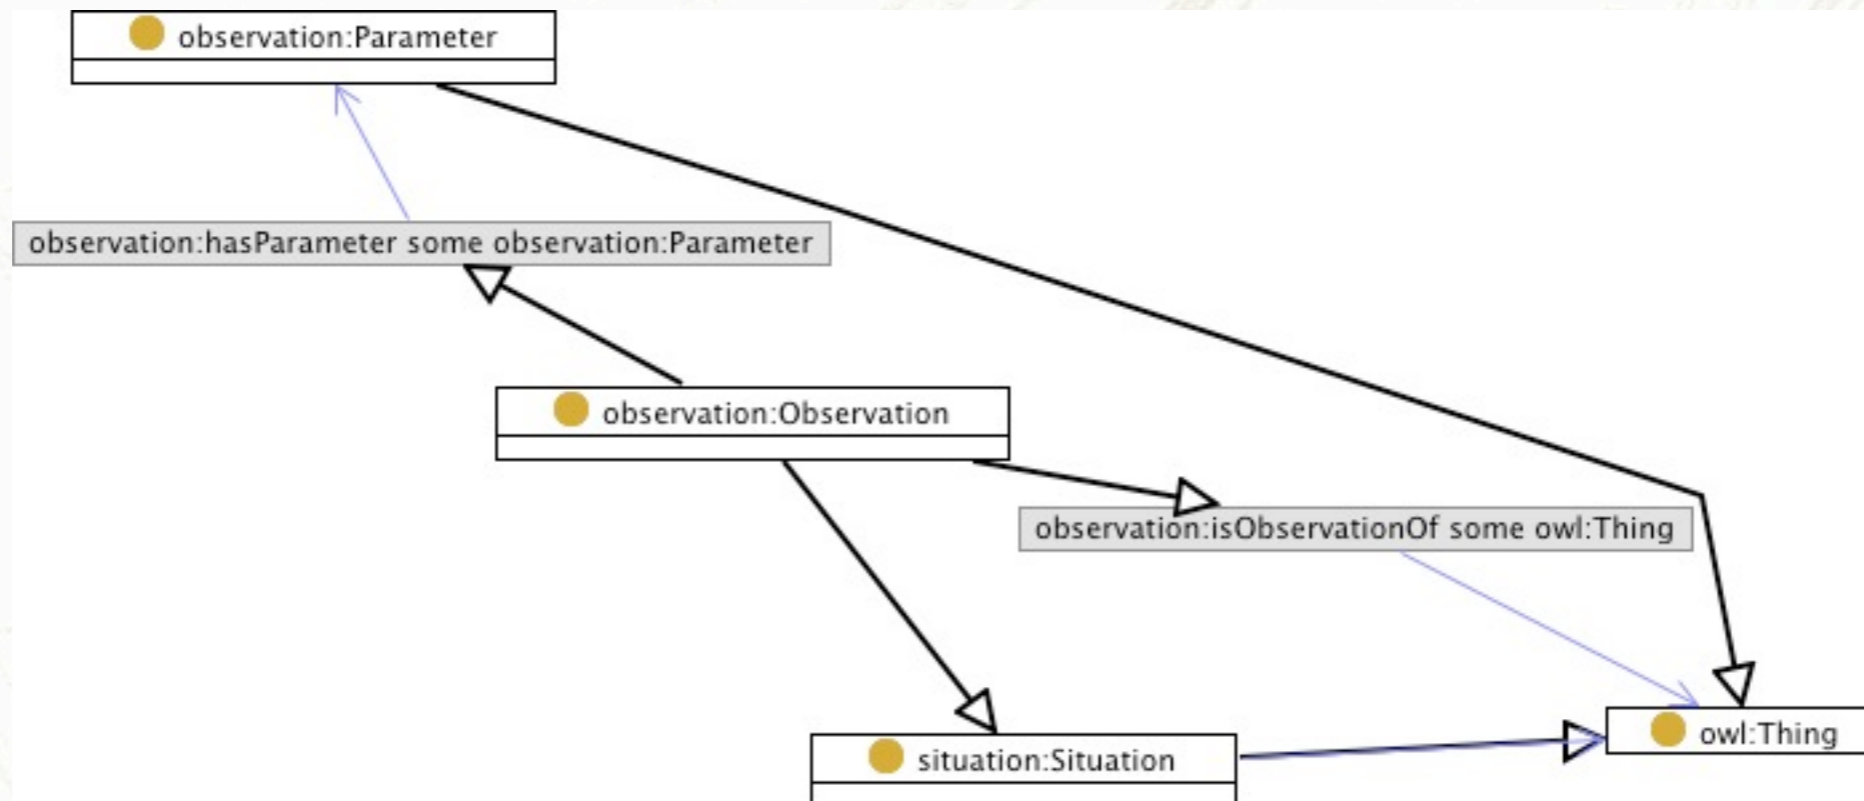 observation:Parameter
observation:hasParameter some observation:Parameter
observation:Observation
observation:isObservationOf some owl:Thing
owl:Thing
situation:Situation